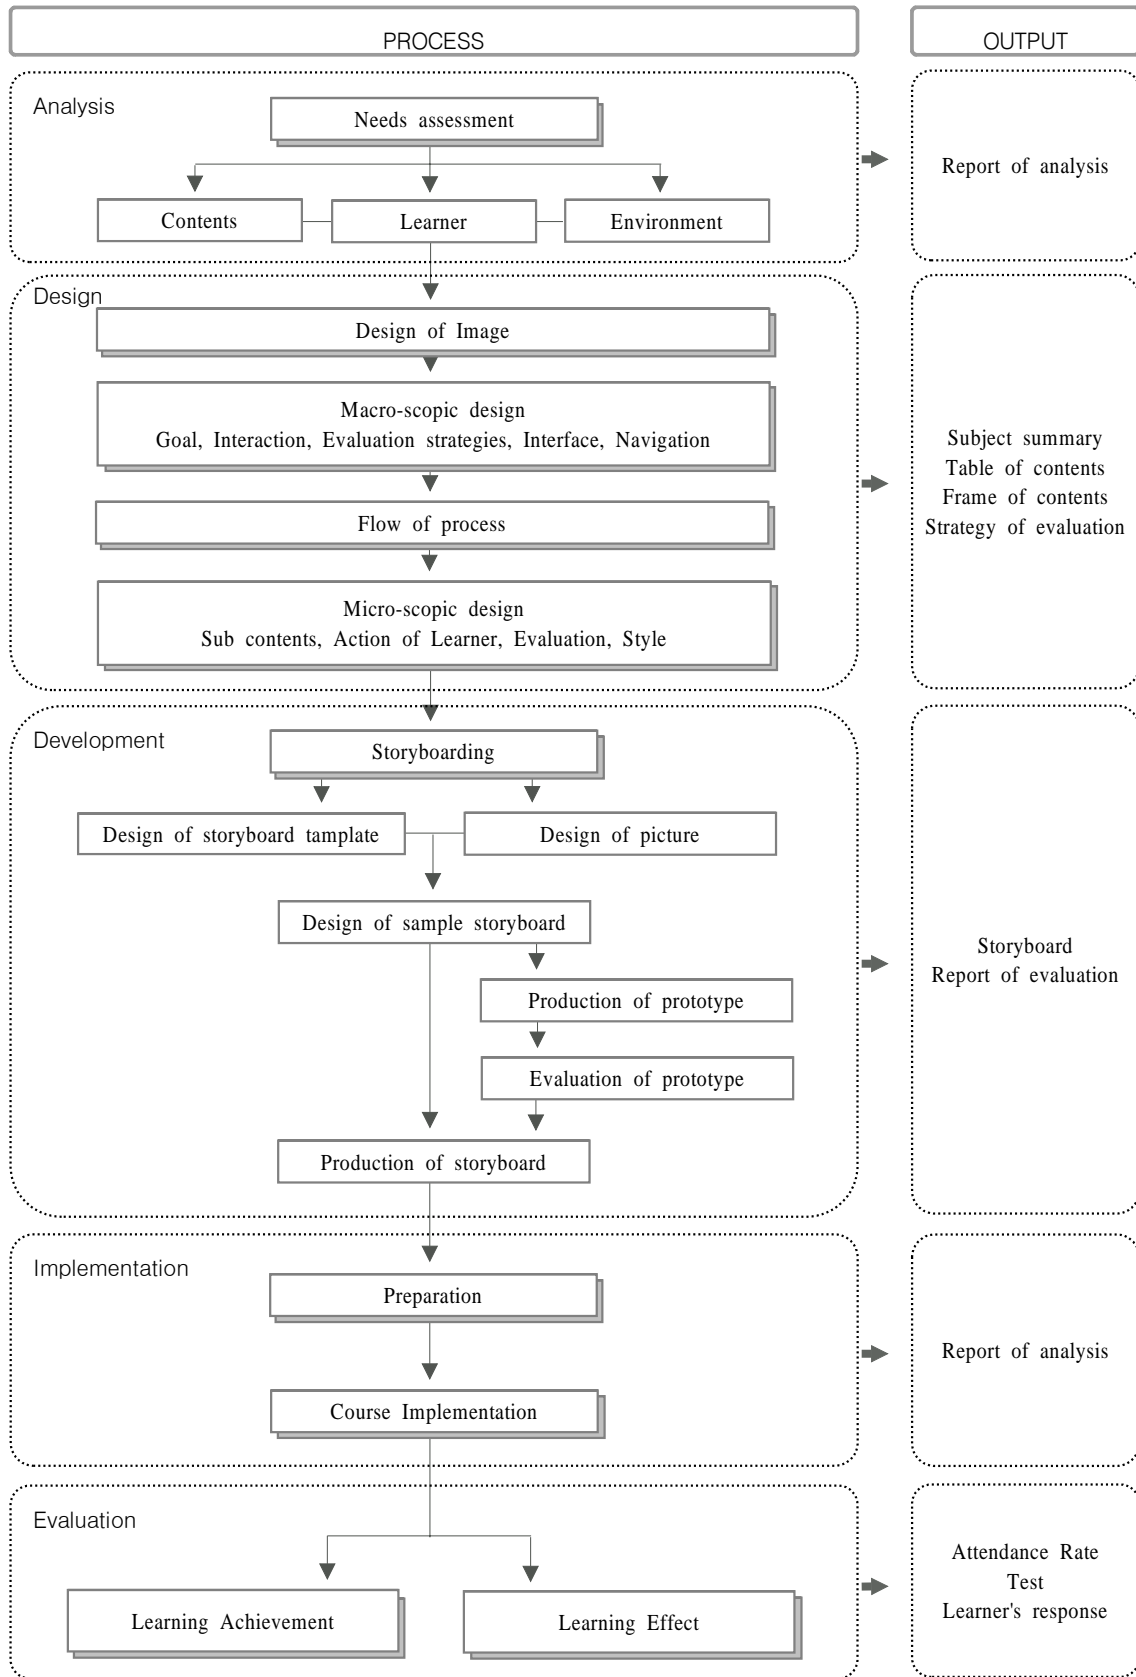 PROCESS
OUTPUT
Analysis
Needs assessment
Contents
Learner
Environment
Report of analysis
Design
Design of Image
Macro-scopic design
Goal, Interaction, Evaluation strategies, Interface, Navigation
Flow of process
Micro-scopic design
Sub contents, Action of Learner, Evaluation, Style
Subject summary
Table of contents
Frame of contents
Strategy of evaluation
Development
Storyboarding
Design of storyboard tamplate
Design of picture
Design of sample storyboard
Production of prototype
Evaluation of prototype
Production of storyboard
Storyboard
Report of evaluation
Implementation
Preparation
Course Implementation
Report of analysis
Evaluation
Learning Achievement
Learning Effect
Attendance Rate
Test
Learner's response